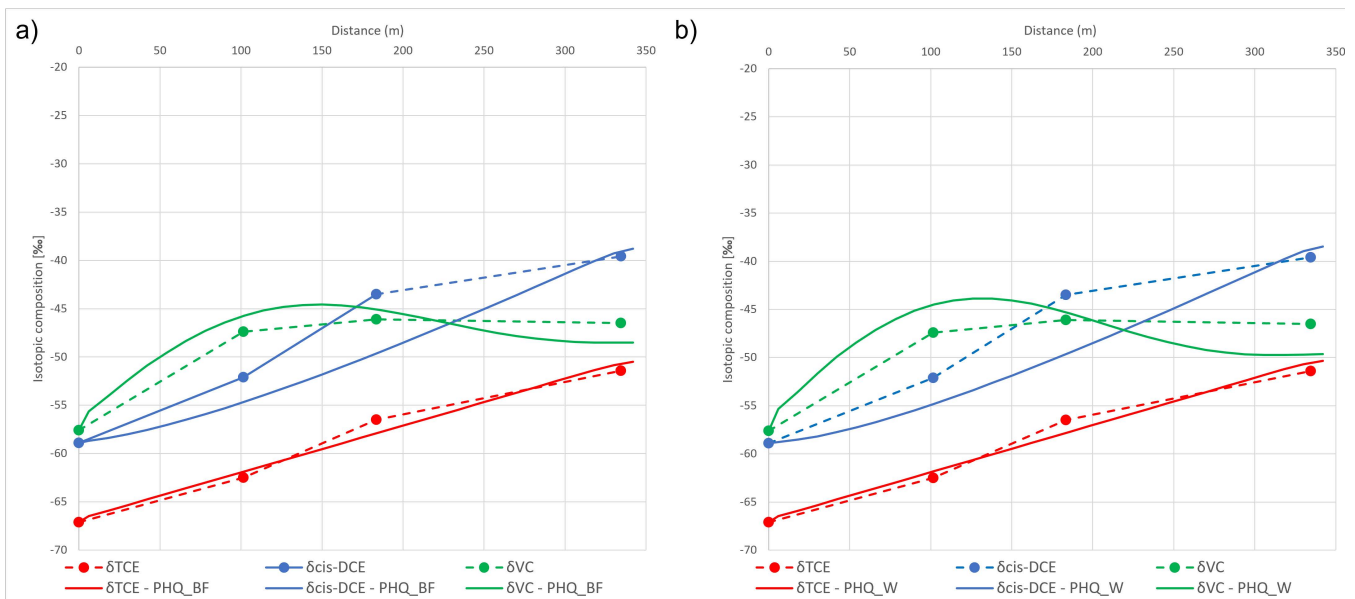 a)
Distance (m)
0 50 100 150 200 250 300 350
-20
-25
-30
-35
-40
-45
-50
-55
-60
-65
-70
Isotopic composition [‰]
δTCE δcis-DCE δVC
δTCE - PHQ_BF δcis-DCE - PHQ_BF δVC - PHQ_BF
b)
Distance (m)
0 50 100 150 200 250 300 350
-20
-25
-30
-35
-40
-45
-50
-55
-60
-65
-70
Isotopic composition [‰]
δTCE δcis-DCE δVC
δTCE - PHQ_W δcis-DCE - PHQ_W δVC - PHQ_W